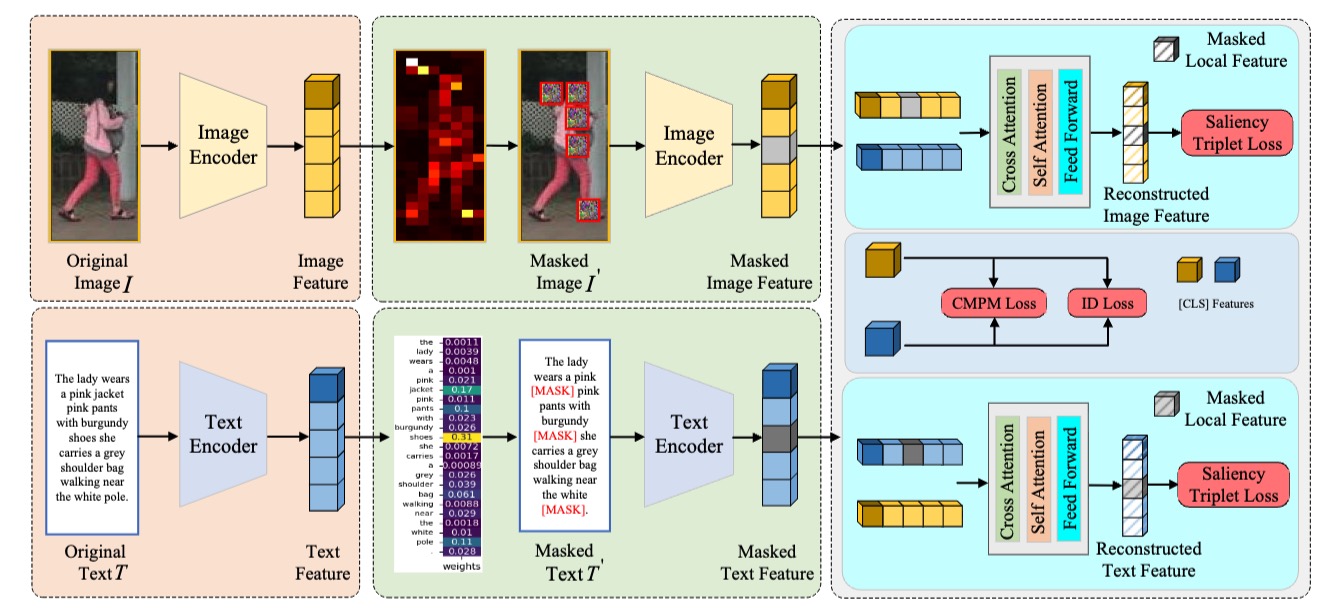 Image
Encoder
Original
Image I
Image
Feature
Image
Encoder
Masked
Image I'
Masked
Image Feature
The lady wears
a pink jacket
pink pants
with burgundy
shoes she
carries a grey
shoulder bag
walking near
the white pole.
Text
Encoder
Original
Text T
Text
Feature
the 0.0011
lady 0.0039
wears 0.0048
a 0.001
pink 0.021
jacket 0.17
pink 0.011
pants 0.1
with 0.023
burgundy 0.026
shoes 0.31
she 0.0072
carries 0.0017
a 0.00089
grey 0.026
shoulder 0.039
bag 0.061
walking 0.0088
near 0.029
the 0.0018
white 0.01
pole 0.11
. 0.028
weights
The lady
wears a pink
[MASK] pink
pants with
burgundy
[MASK] she
carries a grey
shoulder bag
walking near
the white
[MASK].
Masked
Text T'
Text
Encoder
Masked
Text Feature
Cross Attention
Self Attention
Feed Forward
Masked
Local Feature
Saliency
Triplet Loss
Reconstructed
Image Feature
CMPM Loss
ID Loss
[CLS] Features
Cross Attention
Self Attention
Feed Forward
Masked
Local Feature
Saliency
Triplet Loss
Reconstructed
Text Feature